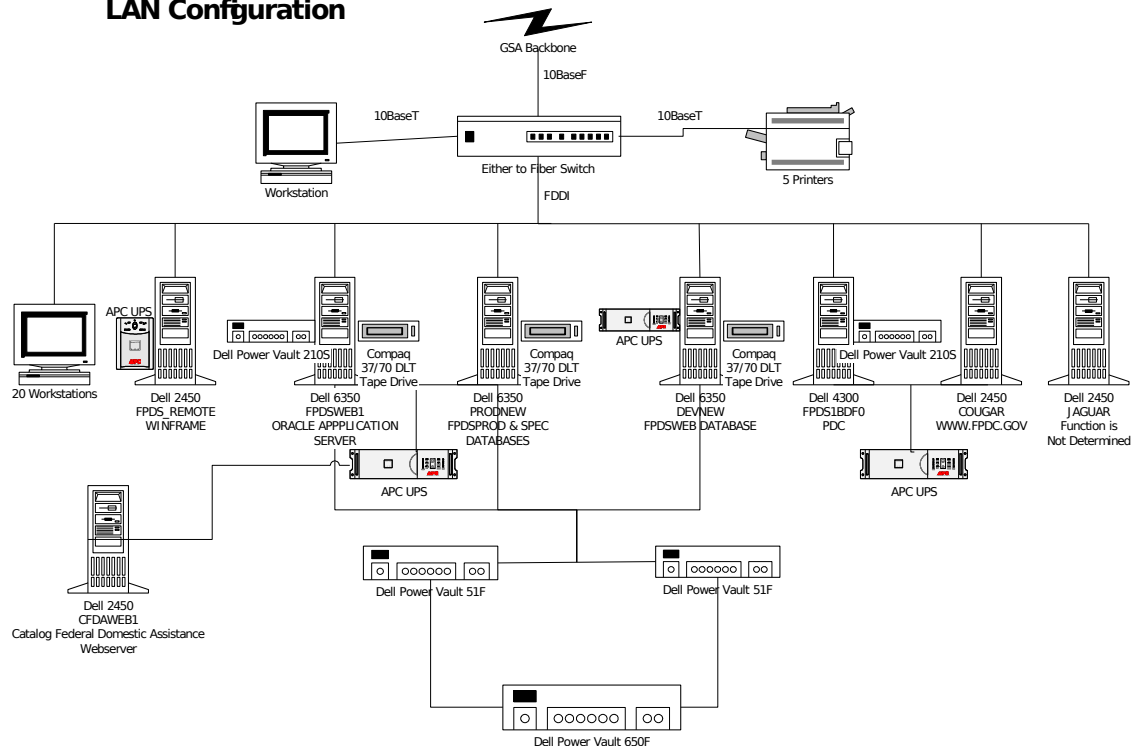 LAN Configuration
GSA Backbone
10BaseF
10BaseT
10BaseT
Either to Fiber Switch
Workstation
5 Printers
FDDI
APC UPS
APC
Dell Power Vault 210S
Compaq
37/70 DLT
Tape Drive
Compaq
37/70 DLT
Tape Drive
APC UPS
APC
Compaq
37/70 DLT
Tape Drive
Dell Power Vault 210S
20 Workstations
Dell 2450
FPDS_REMOTE
WINFRAME
Dell 6350
FPDSWEB1
ORACLE APPPLICATION
SERVER
Dell 6350
PRODNEW
FPDSPROD & SPEC
DATABASES
Dell 6350
DEVNEW
FPDSWEB DATABASE
Dell 4300
FPDS1BDF0
PDC
Dell 2450
COUGAR
WWW.FPDC.GOV
Dell 2450
JAGUAR
Function is
Not Determined
APC
APC UPS
APC
APC UPS
Dell 2450
CFDAWEB1
Catalog Federal Domestic Assistance
Webserver
Dell Power Vault 51F
Dell Power Vault 51F
Dell Power Vault 650F